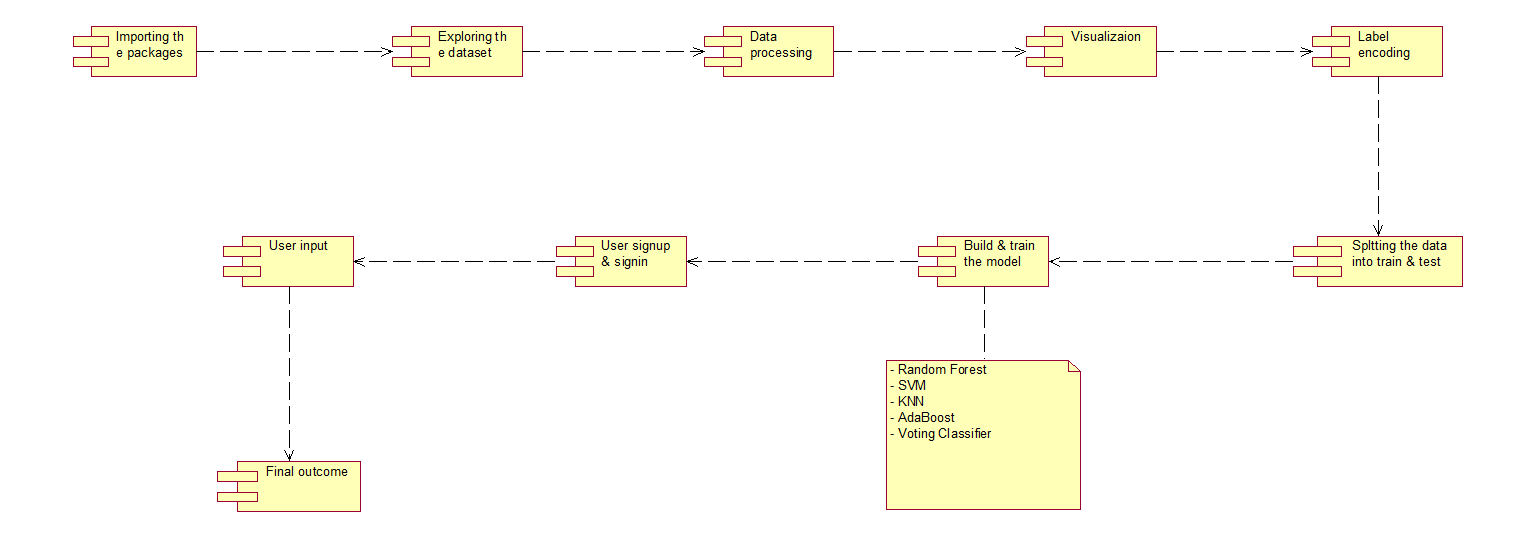 Importing th
e packages
Exploring th
e dataset
Data
processing
Visualizaion
Label
encoding
User input
User signup
& signin
Build & train
the model
Spltting the data
into train & test
- Random Forest
- SVM
- KNN
- AdaBoost
- Voting Classifier
Final outcome